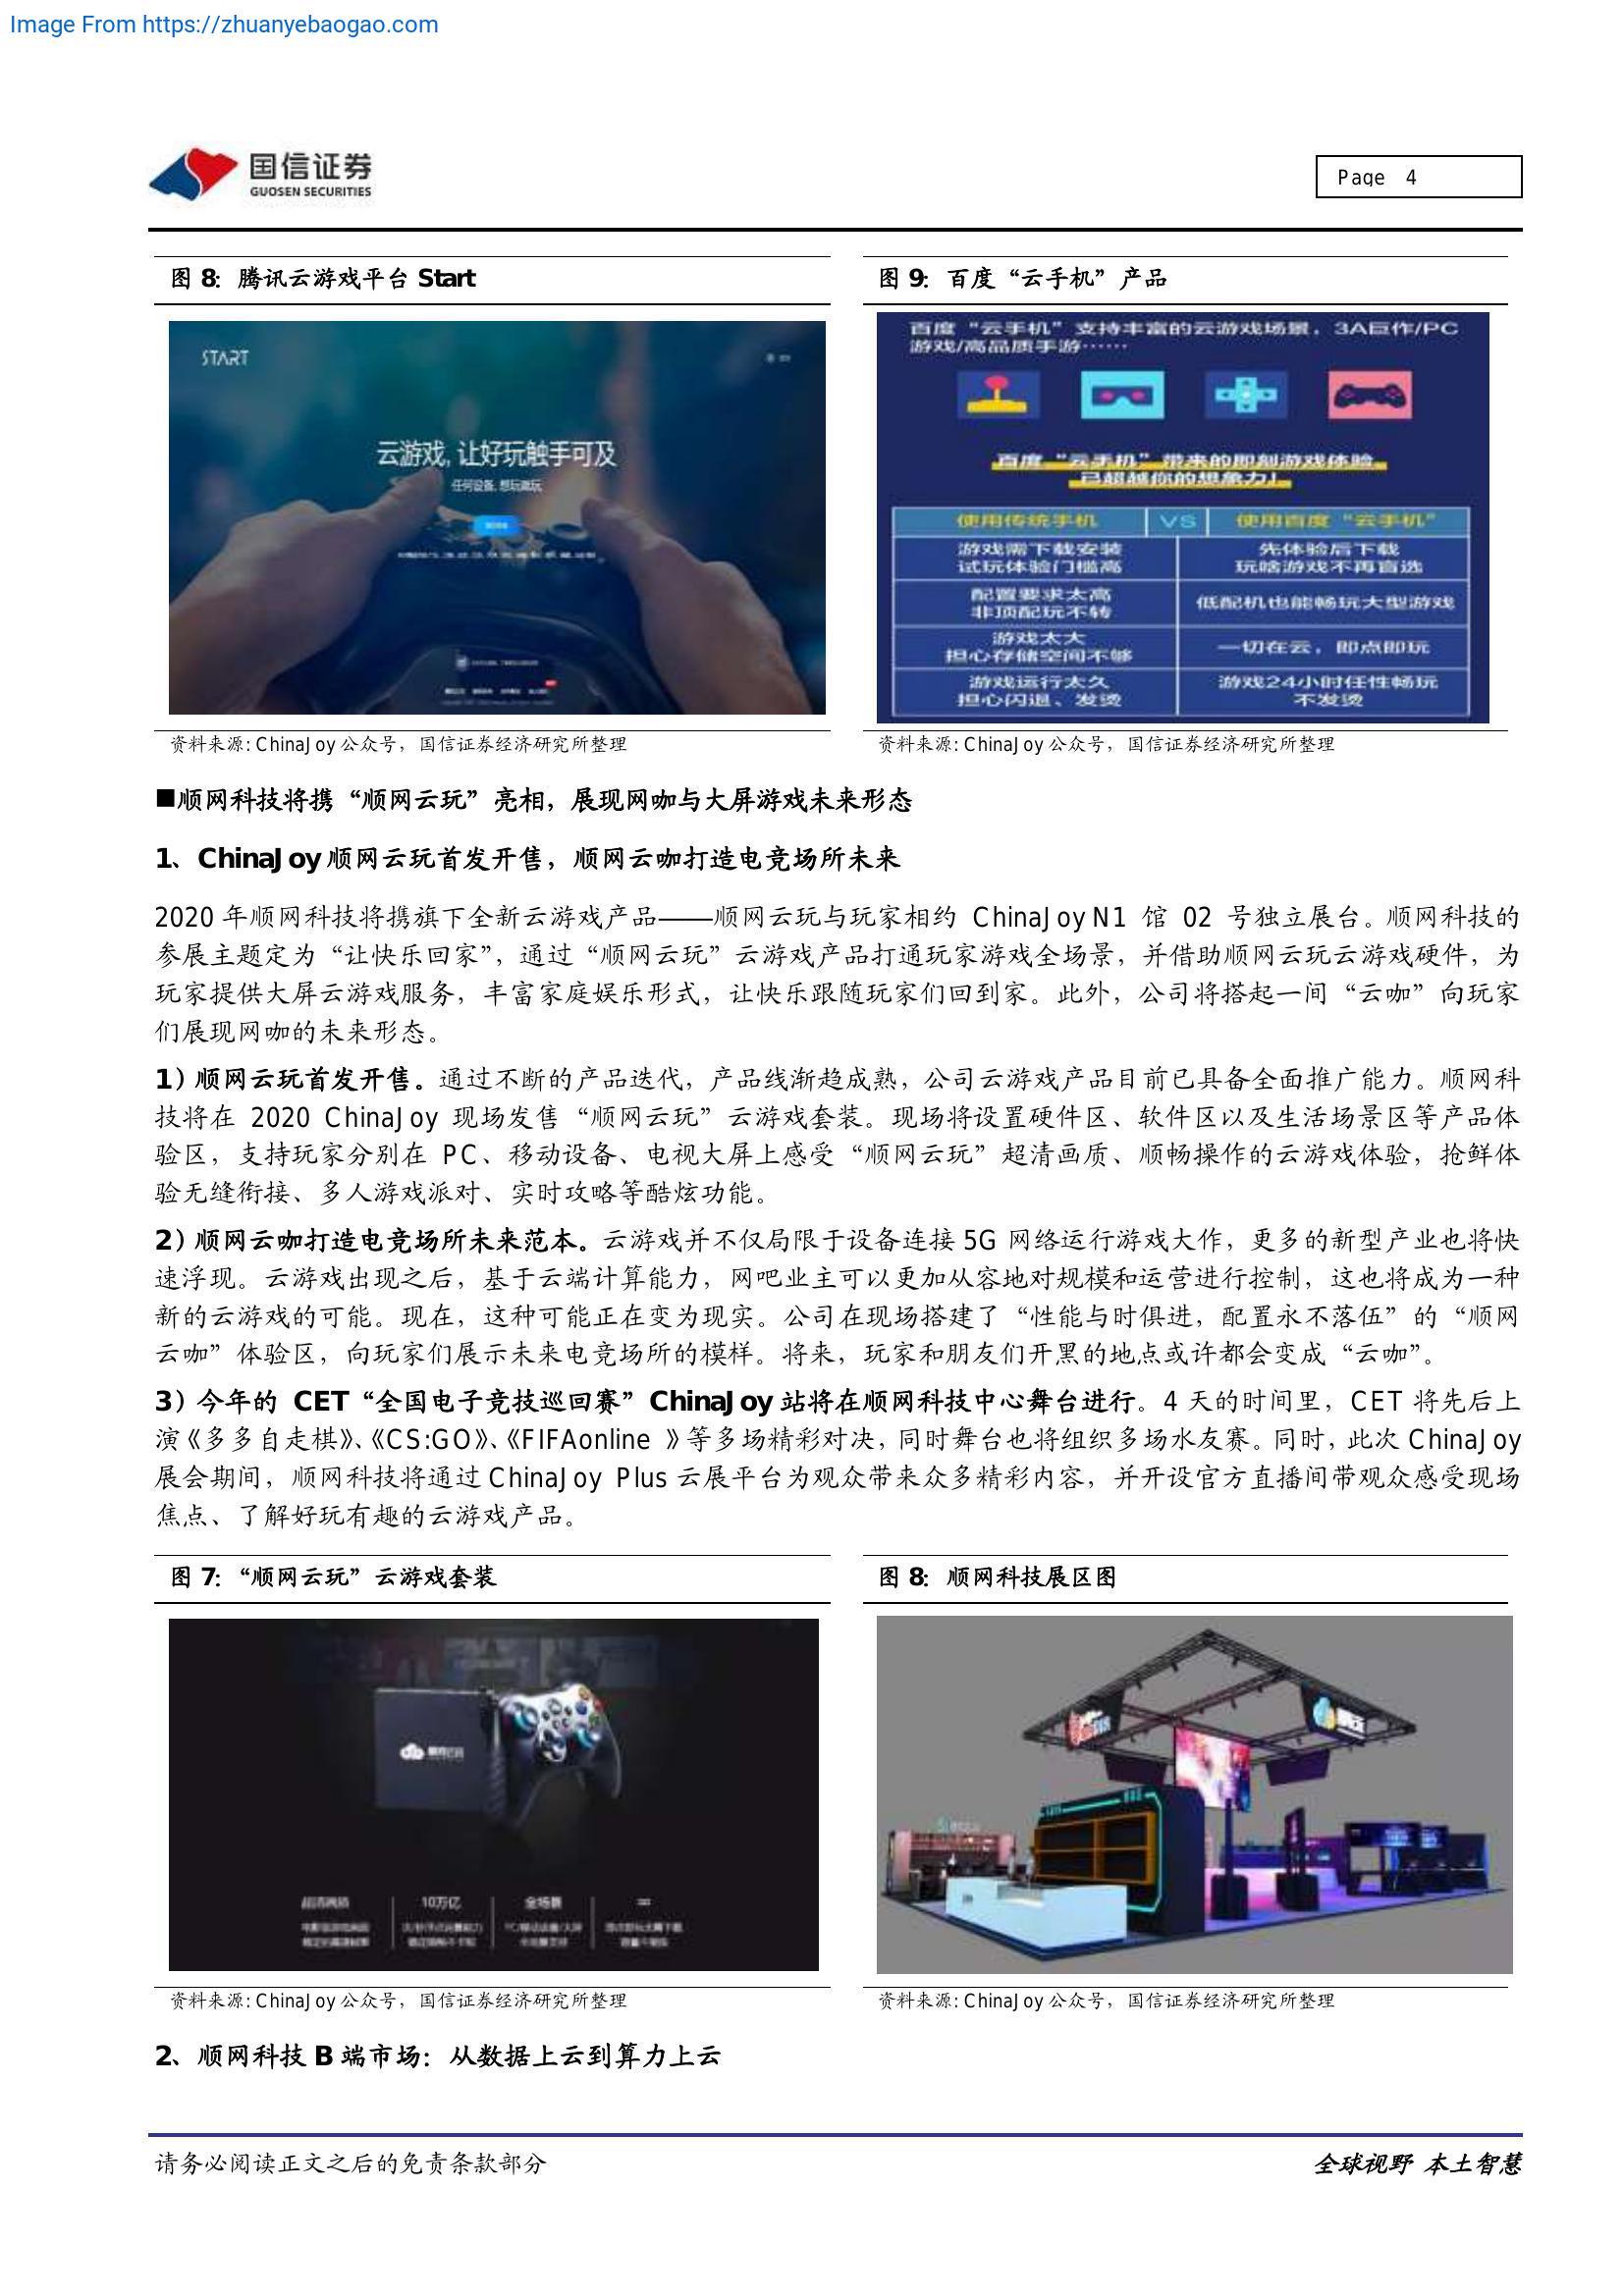 Image From https://zhuanyebaogao.com
国信证券
GUOSEN SECURITIES
Page 4
图 8：腾讯云游戏平台 Start
图 9：百度“云手机”产品
START
云游戏, 让好玩触手可及
任何设备, 想玩就玩
百度“云手机”支持丰富的云游戏场景，3A巨作/PC
游戏/高品质手游……
百度“云手机”带来的即刻游戏体验
已超越你的想象力！
使用传统手机 VS 使用百度“云手机”
游戏需下载安装
试玩体验门槛高
先体验后下载
玩啥游戏不再盲选
配置要求太高
非顶配玩不转
低配机也能畅玩大型游戏
游戏太大
担心存储空间不够
一切在云，即点即玩
游戏运行太久
担心闪退、发烫
游戏24小时任性畅玩
不发烫
资料来源: ChinaJoy 公众号，国信证券经济研究所整理
资料来源: ChinaJoy 公众号，国信证券经济研究所整理
■顺网科技将携“顺网云玩”亮相，展现网咖与大屏游戏未来形态
1、ChinaJoy 顺网云玩首发开售，顺网云咖打造电竞场所未来
2020 年顺网科技将携旗下全新云游戏产品——顺网云玩与玩家相约 ChinaJoy N1 馆 02 号独立展台。顺网科技的
参展主题定为“让快乐回家”，通过“顺网云玩”云游戏产品打通玩家游戏全场景，并借助顺网云玩云游戏硬件，为
玩家提供大屏云游戏服务，丰富家庭娱乐形式，让快乐跟随玩家们回到家。此外，公司将搭起一间“云咖”向玩家
们展现网咖的未来形态。
1）顺网云玩首发开售。通过不断的产品迭代，产品线渐趋成熟，公司云游戏产品目前已具备全面推广能力。顺网科
技将在 2020 ChinaJoy 现场发售“顺网云玩”云游戏套装。现场将设置硬件区、软件区以及生活场景区等产品体
验区，支持玩家分别在 PC、移动设备、电视大屏上感受“顺网云玩”超清画质、顺畅操作的云游戏体验，抢鲜体
验无缝衔接、多人游戏派对、实时攻略等酷炫功能。
2）顺网云咖打造电竞场所未来范本。云游戏并不仅局限于设备连接 5G 网络运行游戏大作，更多的新型产业也将快
速浮现。云游戏出现之后，基于云端计算能力，网吧业主可以更加从容地对规模和运营进行控制，这也将成为一种
新的云游戏的可能。现在，这种可能正在变为现实。公司在现场搭建了“性能与时俱进，配置永不落伍”的“顺网
云咖”体验区，向玩家们展示未来电竞场所的模样。将来，玩家和朋友们开黑的地点或许都会变成“云咖”。
3）今年的 CET“全国电子竞技巡回赛”ChinaJoy 站将在顺网科技中心舞台进行。4 天的时间里，CET 将先后上
演《多多自走棋》、《CS:GO》、《FIFAonline 》等多场精彩对决，同时舞台也将组织多场水友赛。同时，此次 ChinaJoy
展会期间，顺网科技将通过 ChinaJoy Plus 云展平台为观众带来众多精彩内容，并开设官方直播间带观众感受现场
焦点、了解好玩有趣的云游戏产品。
图 7：“顺网云玩”云游戏套装
图 8：顺网科技展区图
10万亿
全场景
资料来源: ChinaJoy 公众号，国信证券经济研究所整理
资料来源: ChinaJoy 公众号，国信证券经济研究所整理
2、顺网科技 B 端市场：从数据上云到算力上云
请务必阅读正文之后的免责条款部分
全球视野 本土智慧